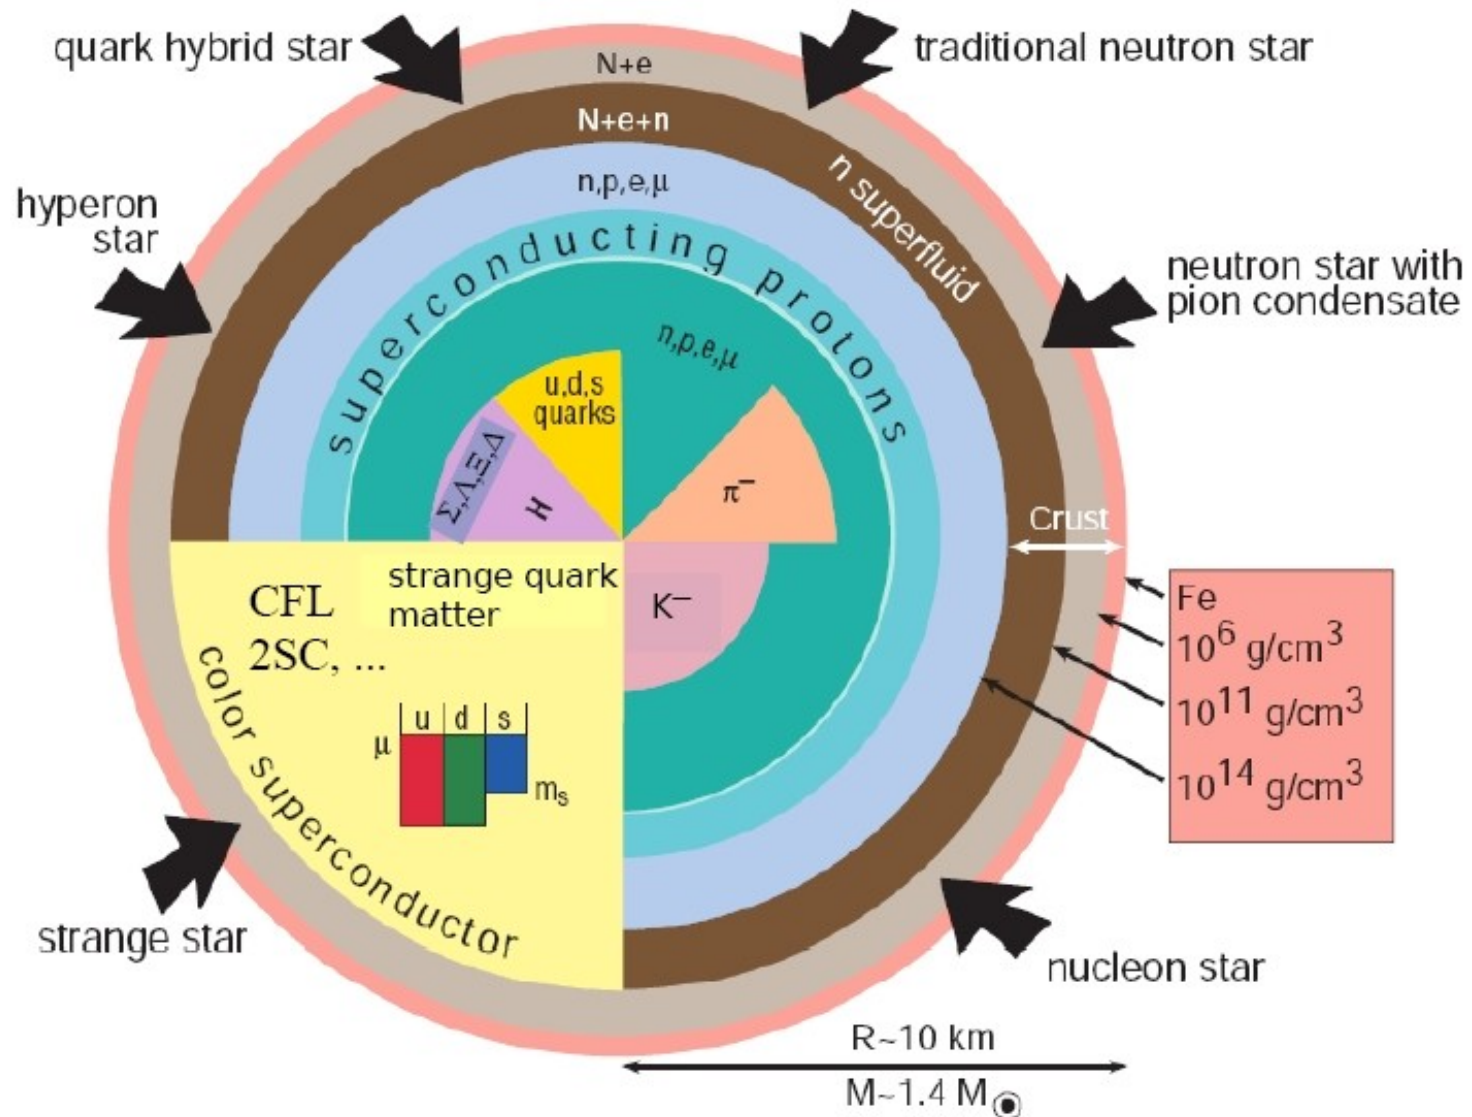 quark hybrid star
traditional neutron star
N+e
N+e+n
n,p,e,μ
n superfluid
hyperon
star
superconducting protons
neutron star with
pion condensate
n,p,e,μ
u,d,s
quarks
Σ,Λ,Ξ,Δ
H
π⁻
Crust
CFL
2SC, ...
strange quark
matter
K⁻
Fe
10⁶ g/cm³
10¹¹ g/cm³
10¹⁴ g/cm³
color superconductor
u d s
μ
mₛ
strange star
nucleon star
R~10 km
M~1.4 M☉